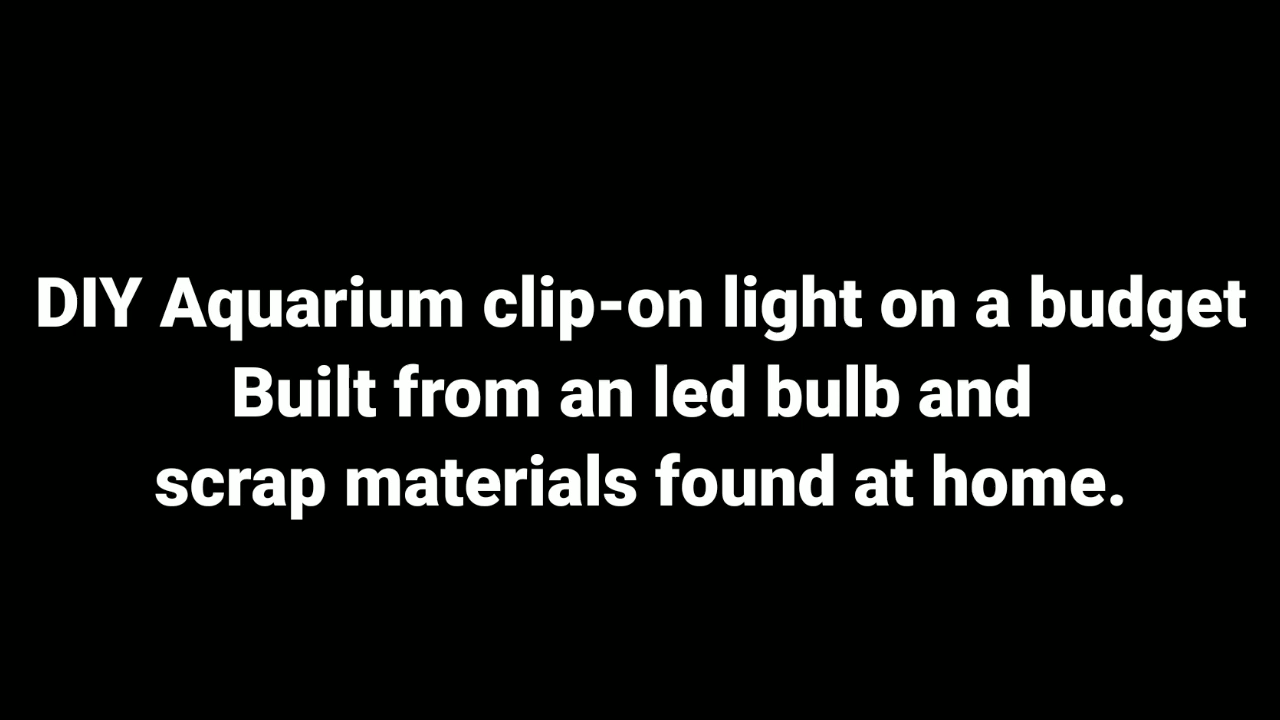 DIY Aquarium clip-on light on a budget
Built from an led bulb and
scrap materials found at home.